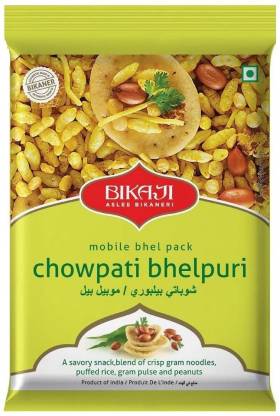 BIKANER
BIKAJI
ASLEE BIKANERI
mobile bhel pack
chowpati bhelpuri
شوباتي بيلبوري / موبيل بيل
A savory snack,blend of crisp gram noodles,
puffed rice, gram pulse and peanuts
Product of India / Produit De L'inde /